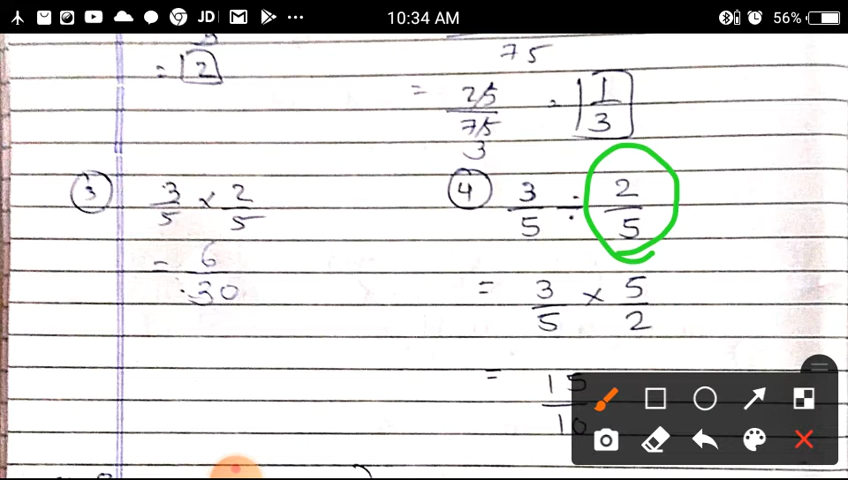 JD 10:34 AM 56%
75
= 2
= 25/75 = 1/3
3
③ 3/5 × 2/5
④ 3/5 ÷ 2/5
= 6/30
= 3/5 × 5/2
= 15/10